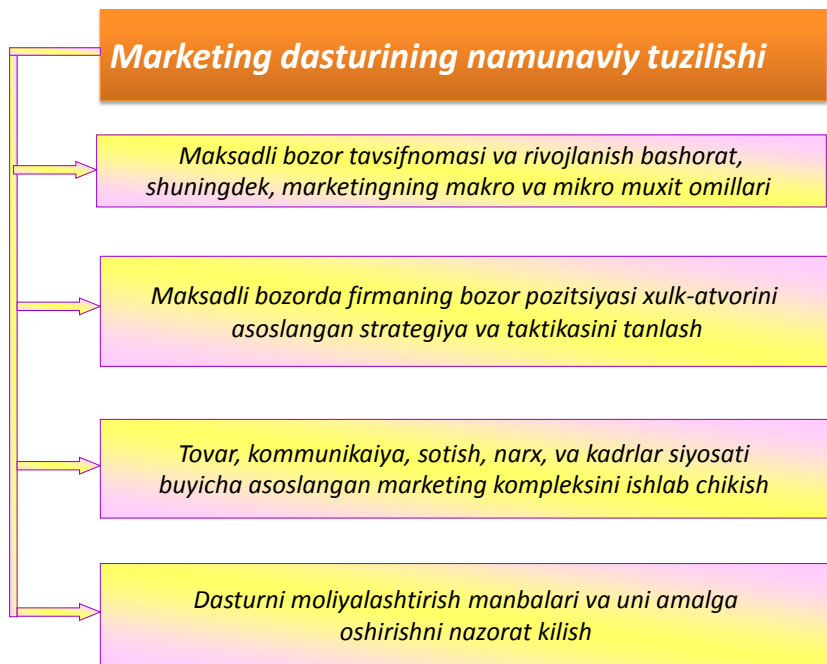 Marketing dasturining namunaviy tuzilishi
Maksadli bozor tavsifnomasi va rivojlanish bashorat,
shuningdek, marketingning makro va mikro muxit omillari
Maksadli bozorda firmaning bozor pozitsiyasi xulk-atvorini
asoslangan strategiya va taktikasini tanlash
Tovar, kommunikaiya, sotish, narx, va kadrlar siyosati
buyicha asoslangan marketing kompleksini ishlab chikish
Dasturni moliyalashtirish manbalari va uni amalga
oshirishni nazorat kilish